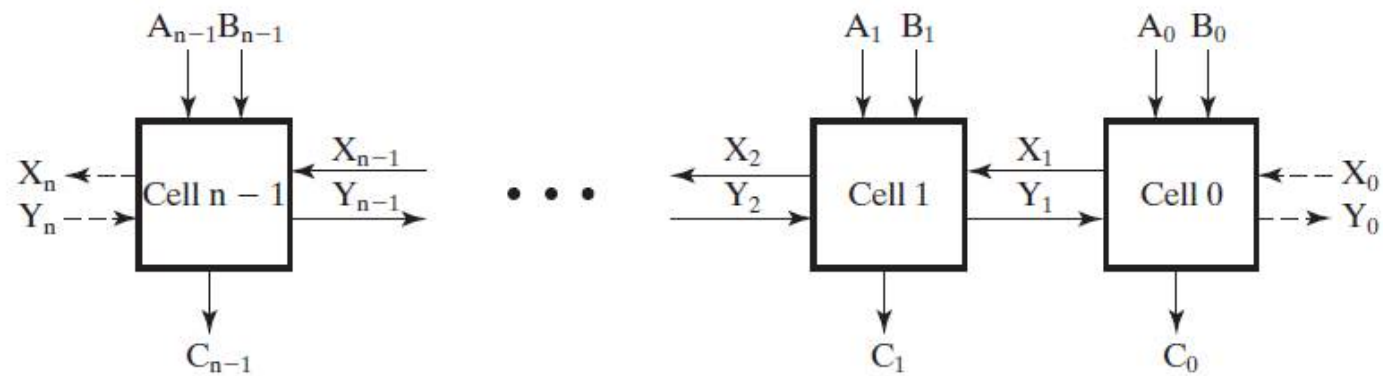 Aₙ₋₁Bₙ₋₁ A₁ B₁ A₀ B₀
Xₙ₋₁ X₂ X₁
Xₙ Cell n − 1 Cell 1 Cell 0 X₀
Yₙ Yₙ₋₁ Y₂ Y₁ Y₀
Cₙ₋₁ C₁ C₀